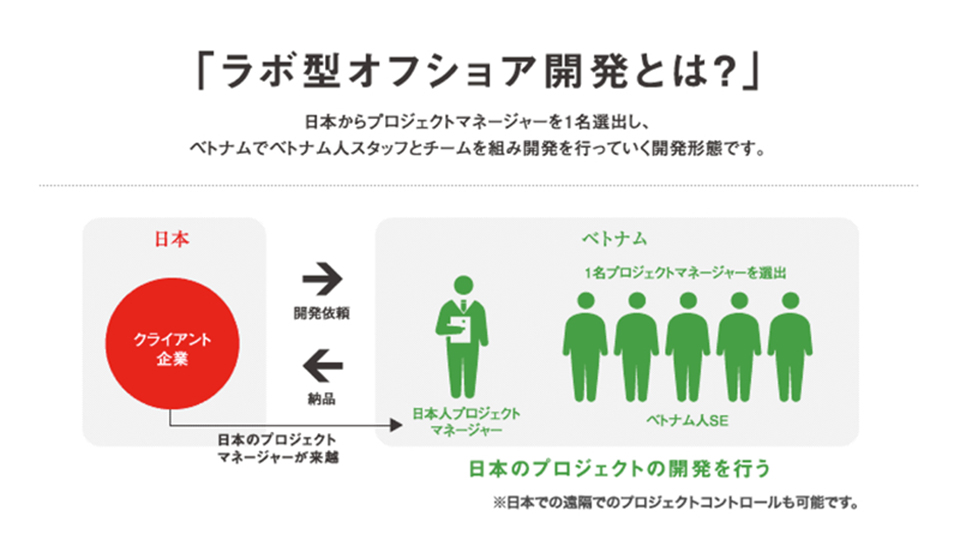 「ラボ型オフショア開発とは?」
日本からプロジェクトマネージャーを1名選出し、
ベトナムでベトナム人スタッフとチームを組み開発を行っていく開発形態です。
日本
クライアント
企業
開発依頼
納品
日本のプロジェクト
マネージャーが来越
ベトナム
1名プロジェクトマネージャーを選出
日本人プロジェクト
マネージャー
ベトナム人SE
日本のプロジェクトの開発を行う
※日本での遠隔でのプロジェクトコントロールも可能です。